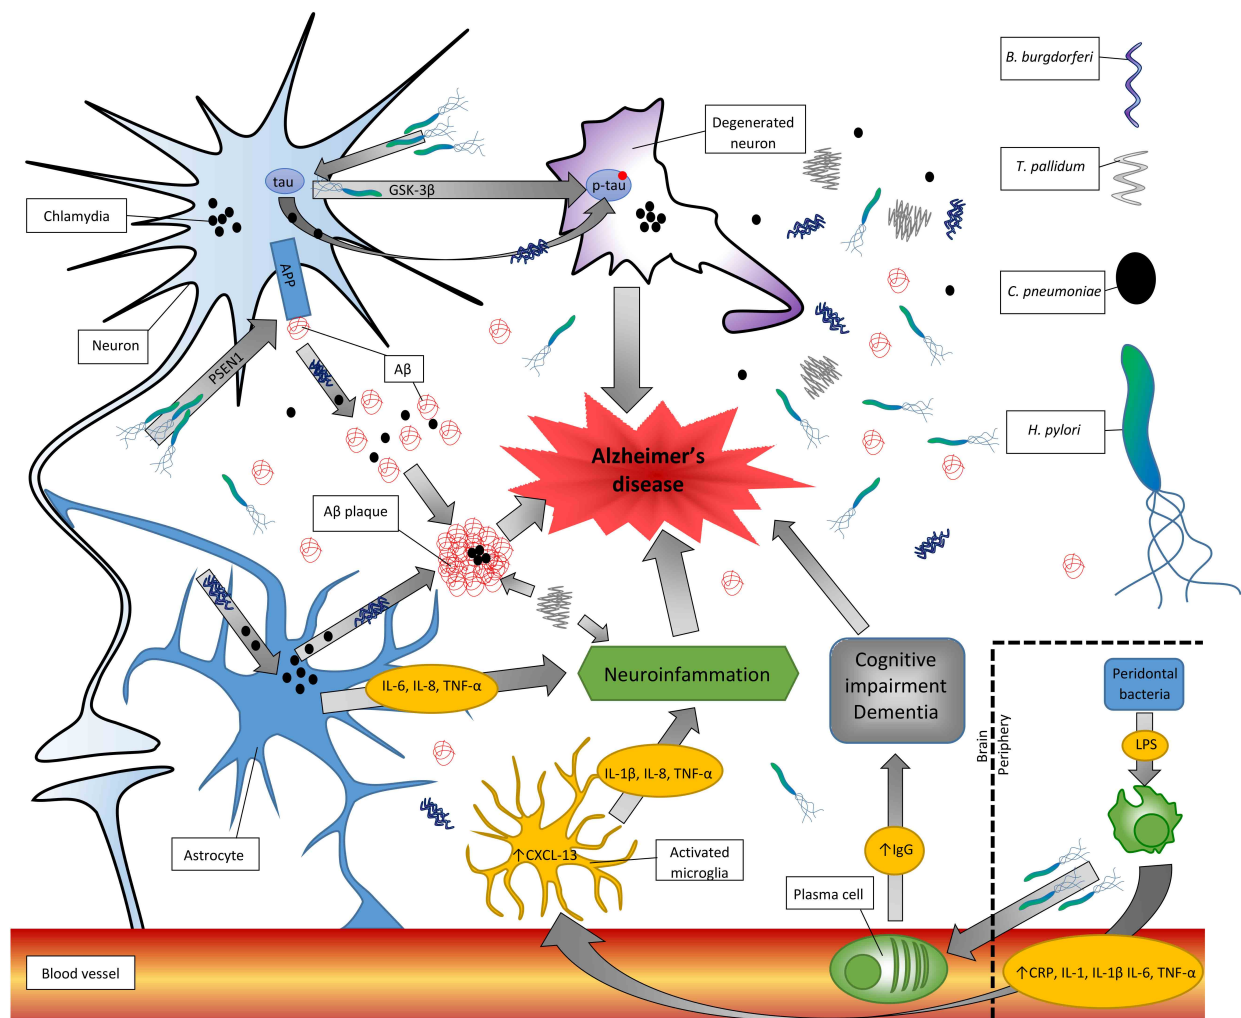 B. burgdorferi
Degenerated
neuron
T. pallidum
tau
GSK-3β
p-tau
Chlamydia
APP
C. pneumoniae
Neuron
PSEN1
Aβ
H. pylori
Alzheimer's
disease
Aβ plaque
Neuroinfammation
Cognitive
impairment
Dementia
Peridontal
bacteria
IL-6, IL-8, TNF-α
Brain
Periphery
LPS
IL-1β, IL-8, TNF-α
Astrocyte
↑CXCL-13
Activated
microglia
↑IgG
Plasma cell
Blood vessel
↑CRP, IL-1, IL-1β IL-6, TNF-α